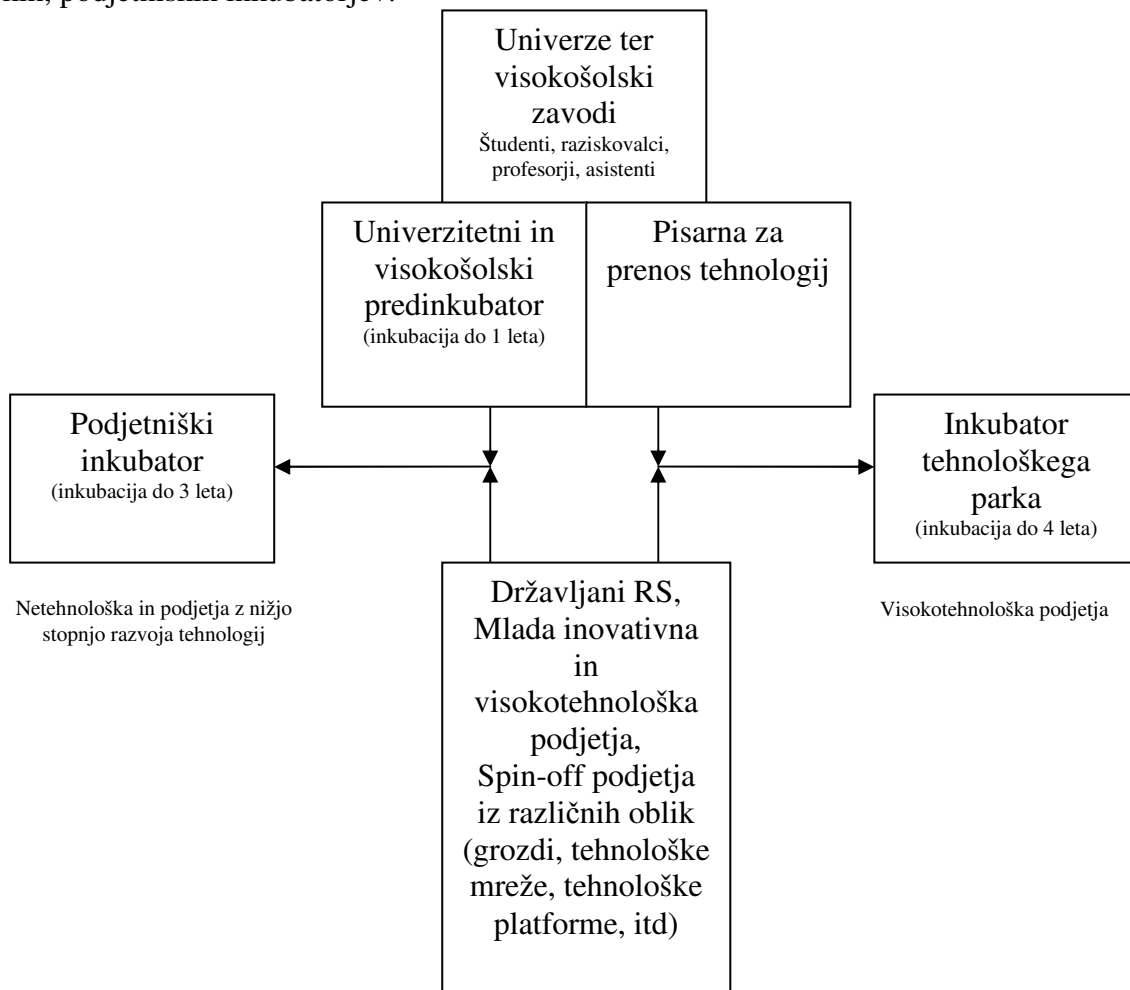 Univerze ter
visokošolski
zavodi
Študenti, raziskovalci,
profesorji, asistenti
Univerzitetni in
visokošolski
predinkubator
(inkubacija do 1 leta)
Pisarna za
prenos tehnologij
Podjetniški
inkubator
(inkubacija do 3 leta)
Inkubator
tehnološkega
parka
(inkubacija do 4 leta)
Netehnološka in podjetja z nižjo
stopnjo razvoja tehnologij
Visokotehnološka podjetja
Državljani RS,
Mlada inovativna
in
visokotehnološka
podjetja,
Spin-off podjetja
iz različnih oblik
(grozdi, tehnološke
mreže, tehnološke
platforme, itd)